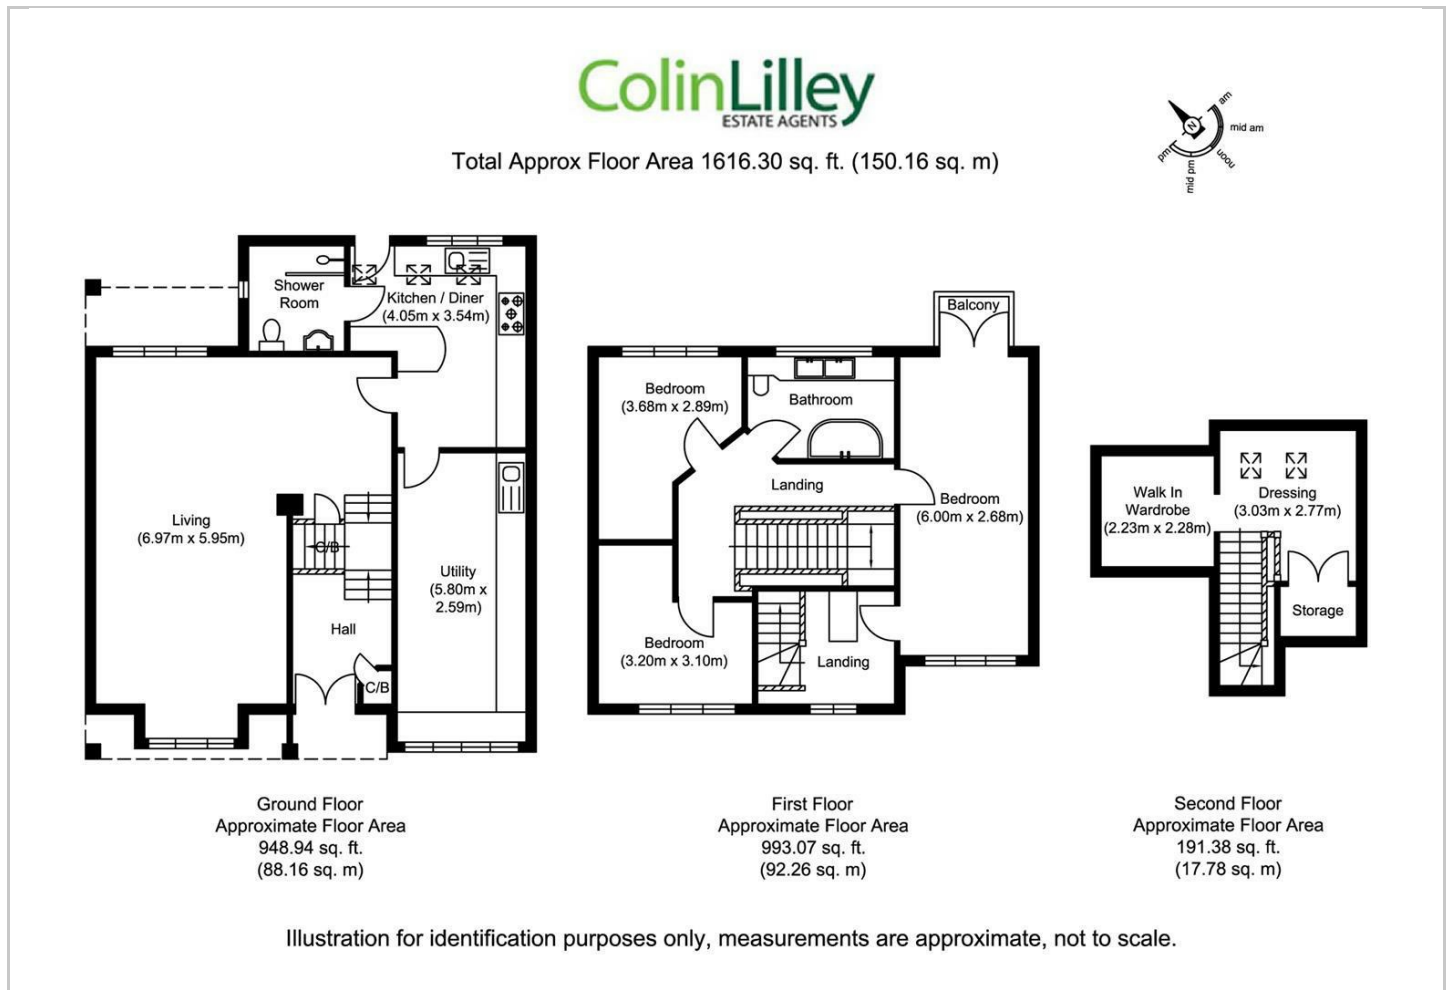 ColinLilley
ESTATE AGENTS
Total Approx Floor Area 1616.30 sq. ft. (150.16 sq. m)
N
am
mid am
noon
mid pm
pm
Shower
Room
Kitchen / Diner
(4.05m x 3.54m)
Living
(6.97m x 5.95m)
C/B
Utility
(5.80m x
2.59m)
Hall
C/B
Balcony
Bedroom
(3.68m x 2.89m)
Bathroom
Landing
Bedroom
(6.00m x 2.68m)
Bedroom
(3.20m x 3.10m)
Landing
Walk In
Wardrobe
(2.23m x 2.28m)
Dressing
(3.03m x 2.77m)
Storage
Ground Floor
Approximate Floor Area
948.94 sq. ft.
(88.16 sq. m)
First Floor
Approximate Floor Area
993.07 sq. ft.
(92.26 sq. m)
Second Floor
Approximate Floor Area
191.38 sq. ft.
(17.78 sq. m)
Illustration for identification purposes only, measurements are approximate, not to scale.